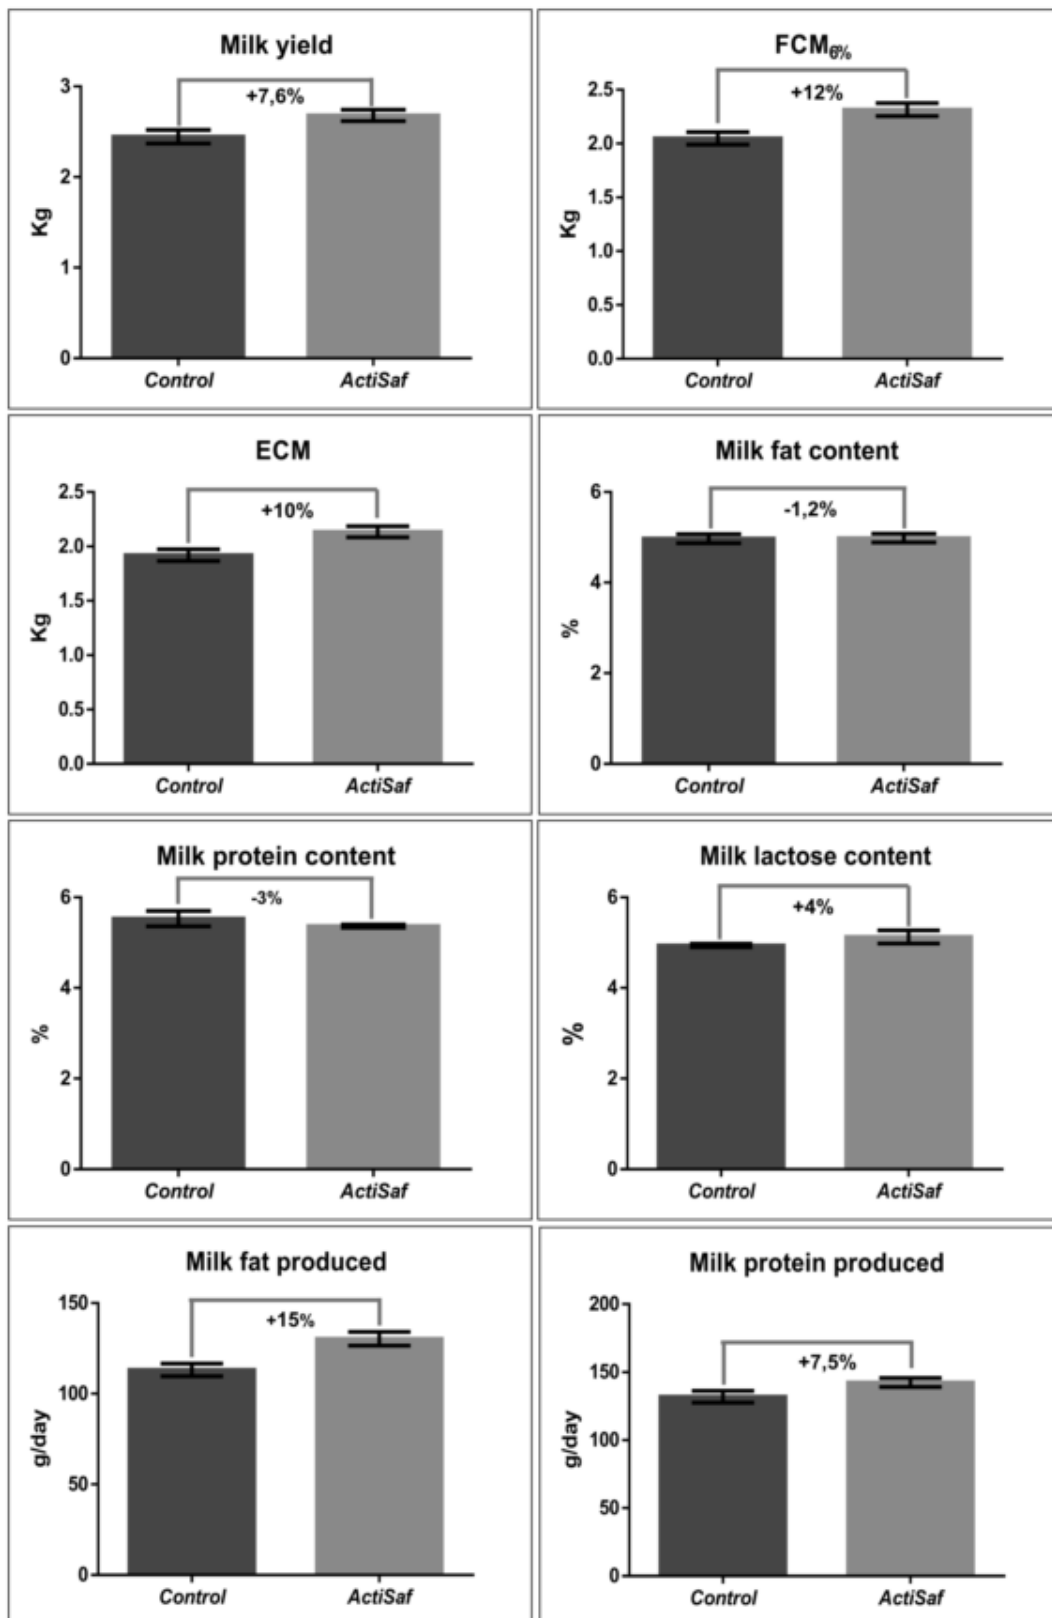 Milk yield
+7,6%
3
2
1
0
Kg
Control
ActiSaf
FCM6%
+12%
2.5
2.0
1.5
1.0
0.5
0.0
Kg
Control
ActiSaf
ECM
+10%
2.5
2.0
1.5
1.0
0.5
0.0
Kg
Control
ActiSaf
Milk fat content
-1,2%
6
4
2
0
%
Control
ActiSaf
Milk protein content
-3%
6
4
2
0
%
Control
ActiSaf
Milk lactose content
+4%
6
4
2
0
%
Control
ActiSaf
Milk fat produced
+15%
150
100
50
0
g/day
Control
ActiSaf
Milk protein produced
+7,5%
200
150
100
50
0
g/day
Control
ActiSaf